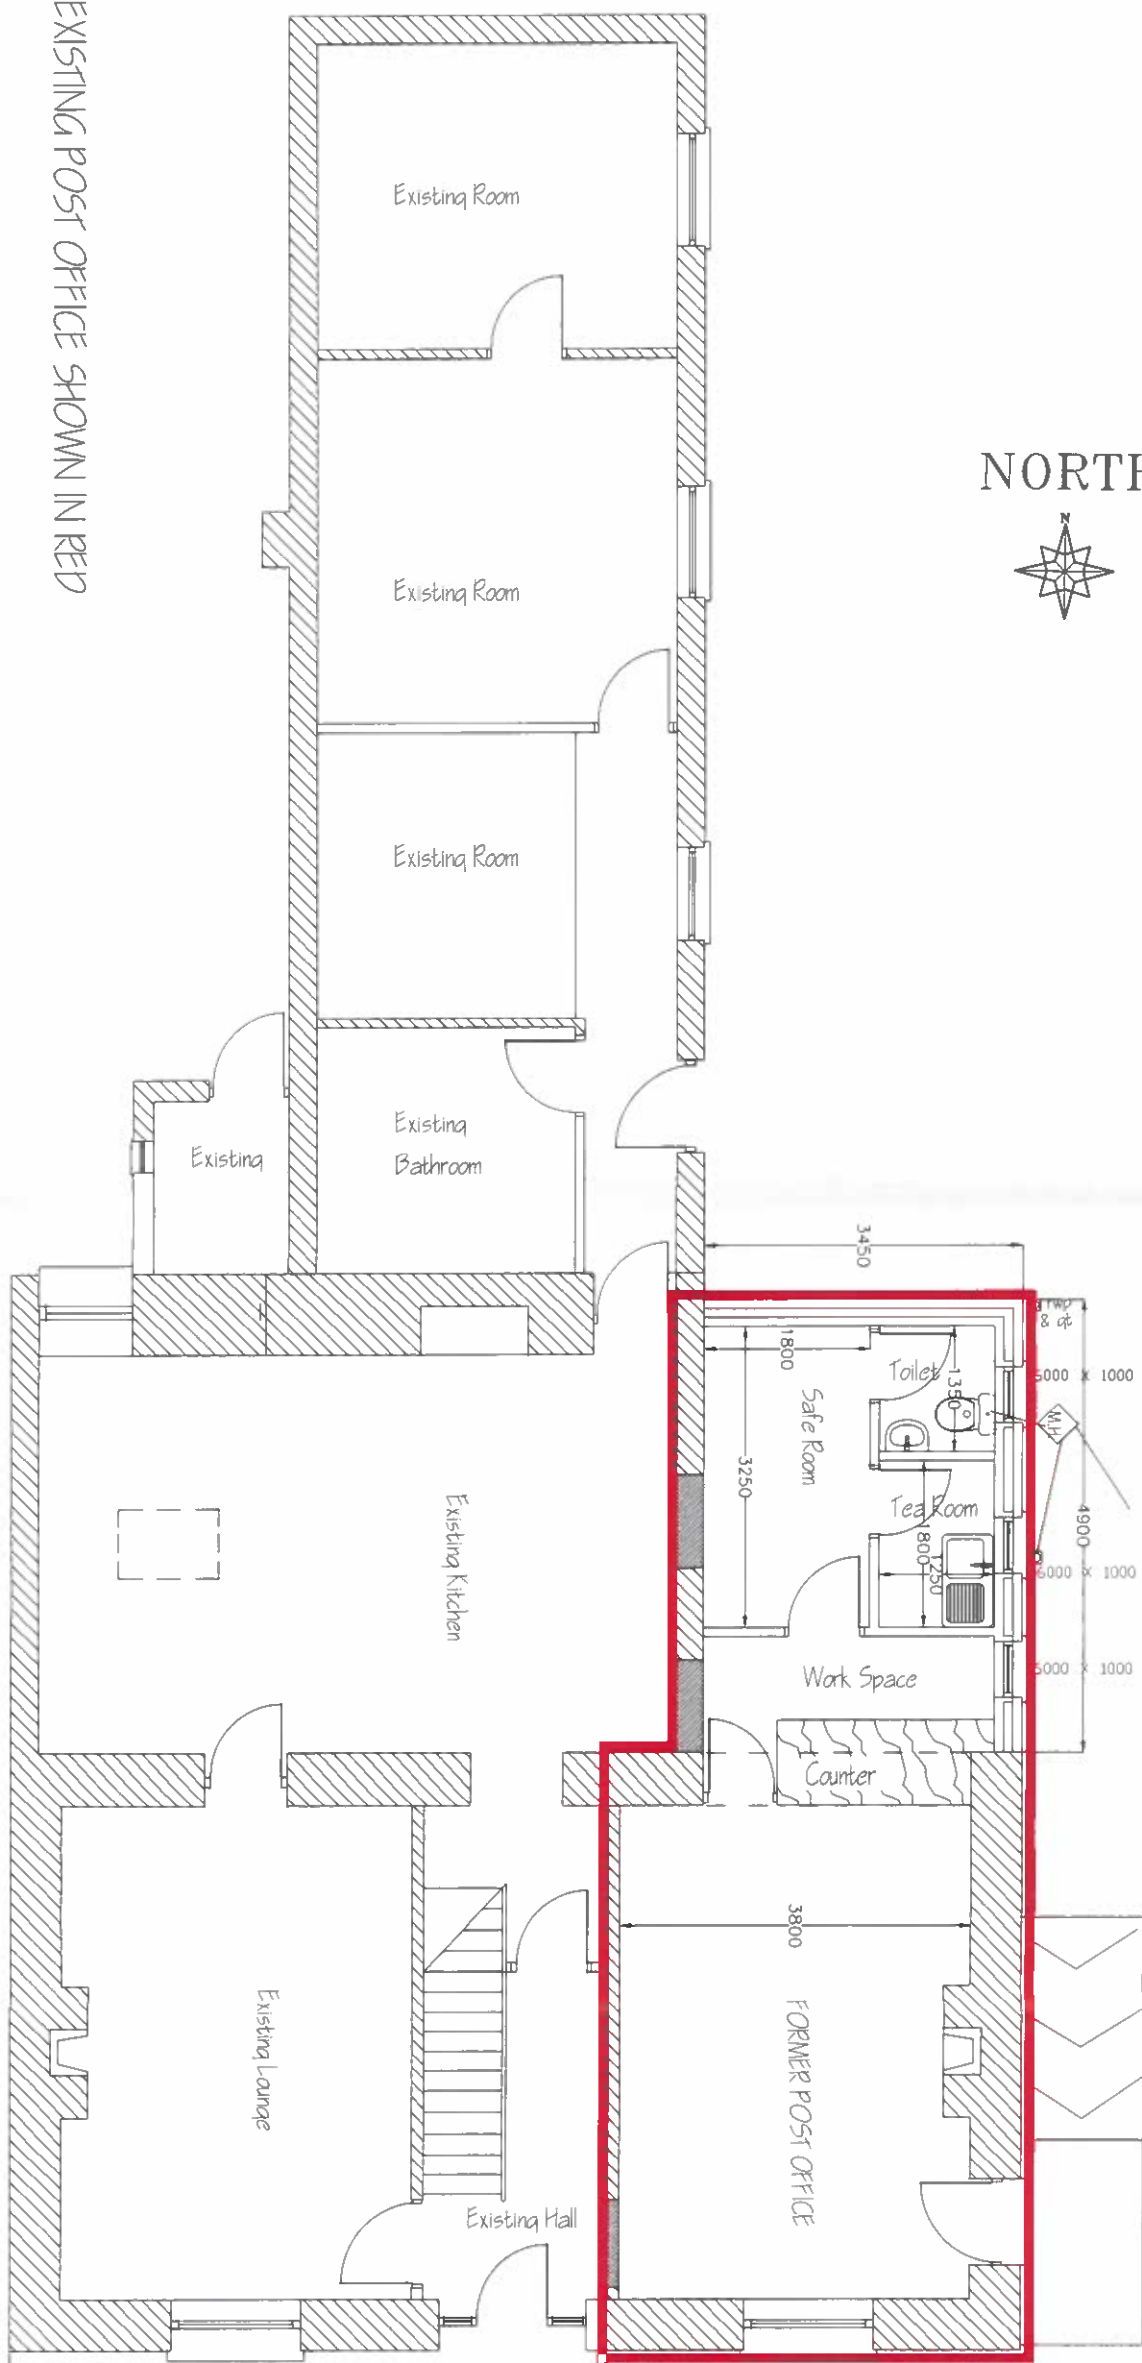 EXISTING POST OFFICE SHOWN IN RED
Existing Room
NORTH
N
Existing Room
Existing Room
Existing
Bathroom
Existing
3450
rwp
& gt
1800
Toilet
1350
5000 X 1000
M.H
Safe Room
3250
Tea Room
1800
1250
4900
6000 X 1000
Existing Kitchen
Work Space
5000 X 1000
Counter
3800
FORMER POST OFFICE
Existing Lounge
Existing Hall